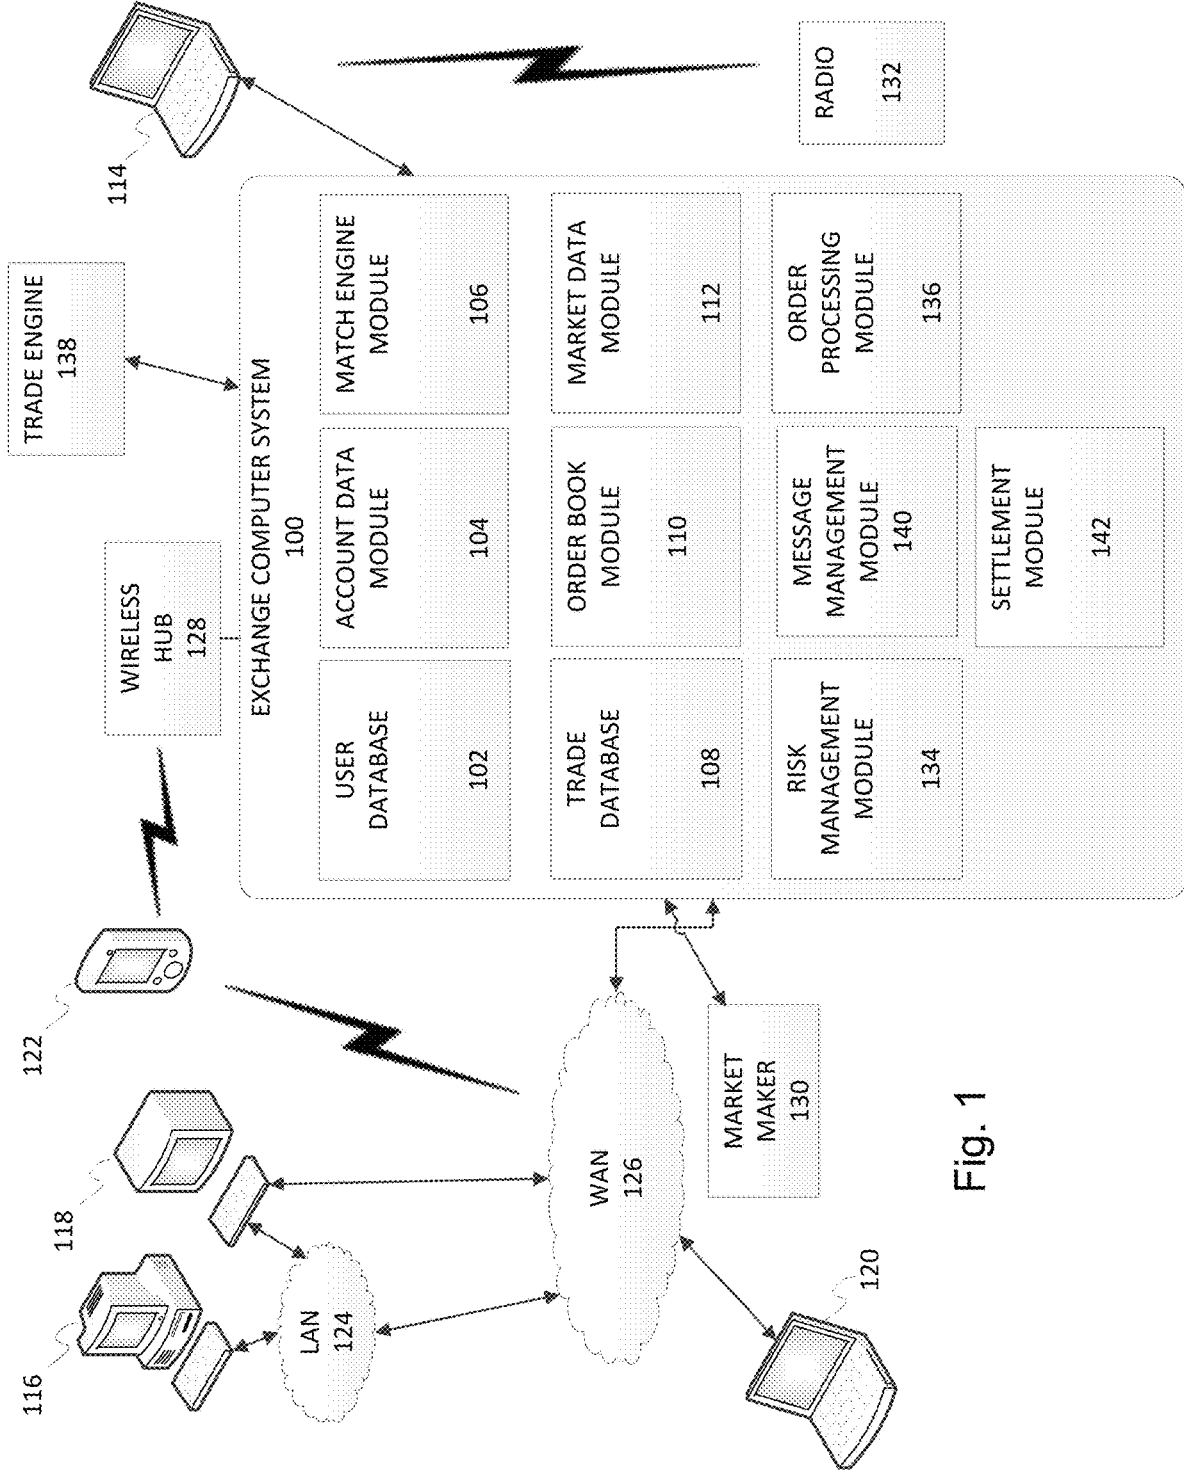 116
118
122
LAN
124
WAN
126
120
MARKET
MAKER
130
WIRELESS
HUB
128
TRADE ENGINE
138
114
RADIO
132
EXCHANGE COMPUTER SYSTEM
100
USER
DATABASE
102
ACCOUNT DATA
MODULE
104
MATCH ENGINE
MODULE
106
TRADE
DATABASE
108
ORDER BOOK
MODULE
110
MARKET DATA
MODULE
112
RISK
MANAGEMENT
MODULE
134
MESSAGE
MANAGEMENT
MODULE
140
ORDER
PROCESSING
MODULE
136
SETTLEMENT
MODULE
142
Fig. 1